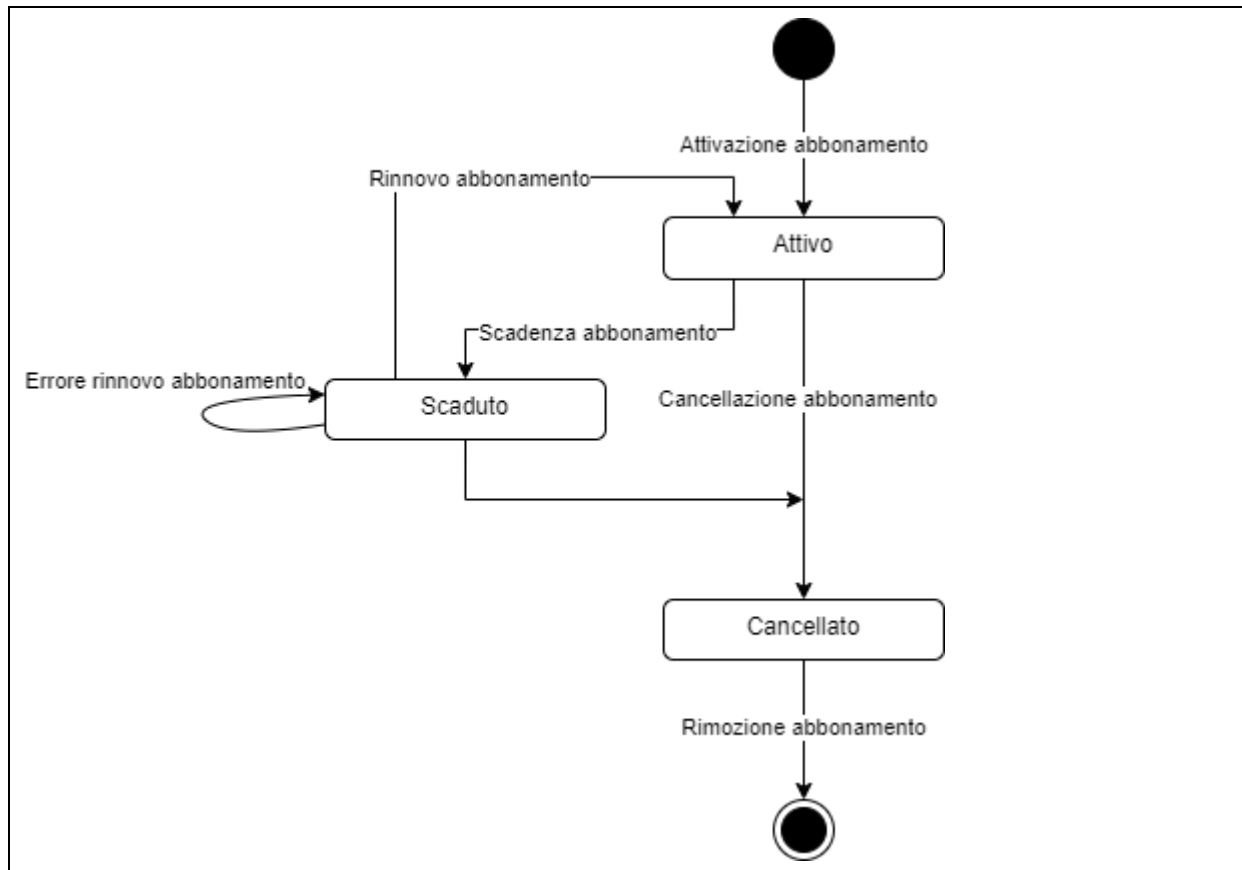 Attivazione abbonamento
Rinnovo abbonamento
Attivo
Scadenza abbonamento
Errore rinnovo abbonamento
Scaduto
Cancellazione abbonamento
Cancellato
Rimozione abbonamento